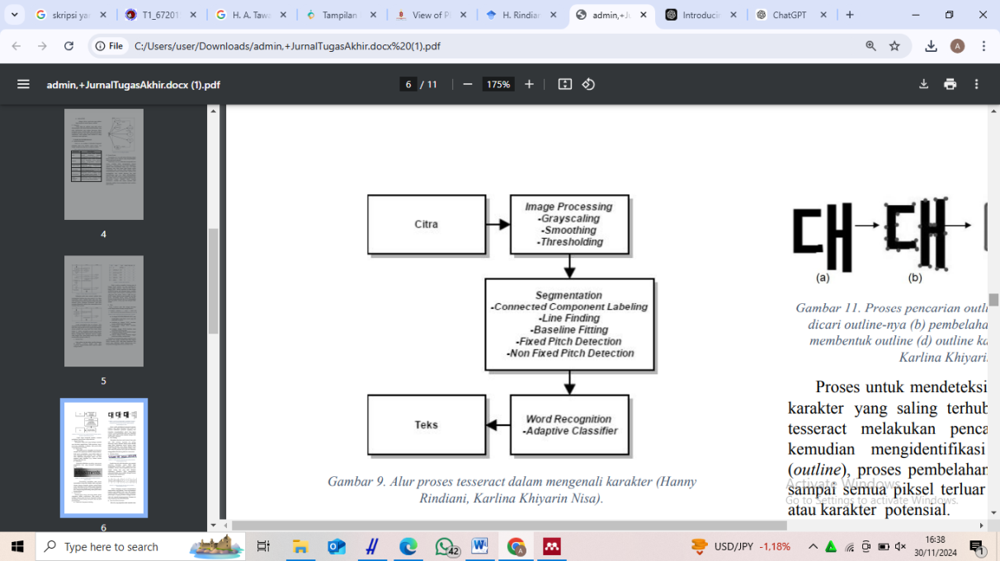 skripsi ya
T1_67201
H. A. Tawa
Tampilan
View of P
H. Rindiar
admin,+Ju
Introducin
ChatGPT
File
C:/Users/user/Downloads/admin,+JurnalTugasAkhir.docx%20(1).pdf
A
admin,+JurnalTugasAkhir.docx (1).pdf
6 / 11
175%
4
5
6
Citra
Image Processing
-Grayscaling
-Smoothing
-Thresholding
Segmentation
-Connected Component Labeling
-Line Finding
-Baseline Fitting
-Fixed Pitch Detection
-Non Fixed Pitch Detection
Teks
Word Recognition
-Adaptive Classifier
Gambar 9. Alur proses tesseract dalam mengenali karakter (Hanny
Rindiani, Karlina Khiyarin Nisa).
CH
CH
(a)
(b)
Gambar 11. Proses pencarian outl
dicari outline-nya (b) pembelaha
membentuk outline (d) outline ka
Karlina Khiyari
Proses untuk mendeteksi
karakter yang saling terhub
tesseract melakukan penca
kemudian mengidentifikasi
(outline), proses pembelahan
sampai semua piksel terluar
atau karakter potensial.
Activate Windows
Go to Settings to activate Windows.
Type here to search
42
USD/JPY -1,18%
16:38
30/11/2024
1